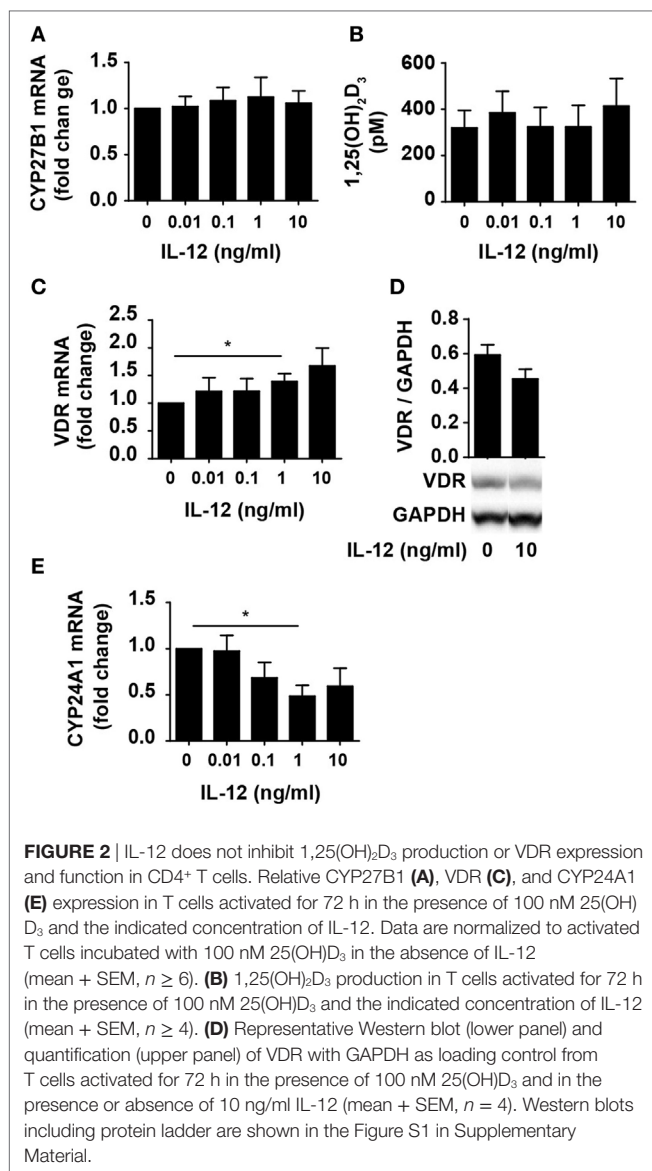 A
CYP27B1 mRNA
(fold chan ge)
1.5
1.0
0.5
0.0
0 0.01 0.1 1 10
IL-12 (ng/ml)
B
1,25(OH)₂D₃
(pM)
600
400
200
0
0 0.01 0.1 1 10
IL-12 (ng/ml)
C
VDR mRNA
(fold change)
2.5
2.0
1.5
1.0
0.5
0.0
*
0 0.01 0.1 1 10
IL-12 (ng/ml)
D
VDR / GAPDH
0.8
0.6
0.4
0.2
0.0
VDR
GAPDH
IL-12 (ng/ml) 0 10
E
CYP24A1 mRNA
(fold change)
1.5
1.0
0.5
0.0
*
0 0.01 0.1 1 10
IL-12 (ng/ml)
FIGURE 2 | IL-12 does not inhibit 1,25(OH)₂D₃ production or VDR expression
and function in CD4⁺ T cells. Relative CYP27B1 (A), VDR (C), and CYP24A1
(E) expression in T cells activated for 72 h in the presence of 100 nM 25(OH)
D₃ and the indicated concentration of IL-12. Data are normalized to activated
T cells incubated with 100 nM 25(OH)D₃ in the absence of IL-12
(mean + SEM, n ≥ 6). (B) 1,25(OH)₂D₃ production in T cells activated for 72 h
in the presence of 100 nM 25(OH)D₃ and the indicated concentration of IL-12
(mean + SEM, n ≥ 4). (D) Representative Western blot (lower panel) and
quantification (upper panel) of VDR with GAPDH as loading control from
T cells activated for 72 h in the presence of 100 nM 25(OH)D₃ and in the
presence or absence of 10 ng/ml IL-12 (mean + SEM, n = 4). Western blots
including protein ladder are shown in the Figure S1 in Supplementary
Material.